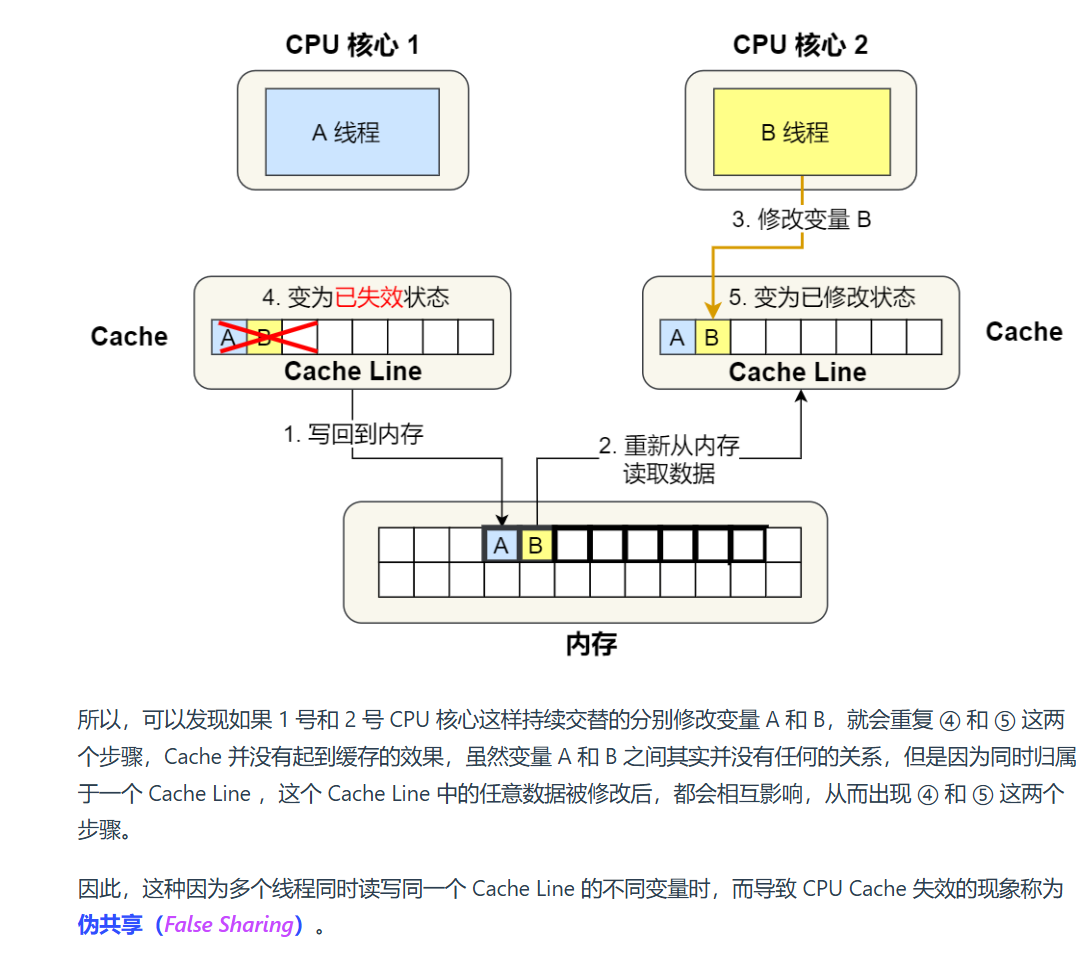 CPU 核心 1
CPU 核心 2
A 线程
B 线程
3. 修改变量 B
4. 变为已失效状态
5. 变为已修改状态
Cache
A B
A B
Cache
Cache Line
Cache Line
1. 写回到内存
2. 重新从内存
读取数据
A B
内存
所以，可以发现如果 1 号和 2 号 CPU 核心这样持续交替的分别修改变量 A 和 B，就会重复 ④ 和 ⑤ 这两
个步骤，Cache 并没有起到缓存的效果，虽然变量 A 和 B 之间其实并没有任何的关系，但是因为同时归属
于一个 Cache Line ，这个 Cache Line 中的任意数据被修改后，都会相互影响，从而出现 ④ 和 ⑤ 这两个
步骤。
因此，这种因为多个线程同时读写同一个 Cache Line 的不同变量时，而导致 CPU Cache 失效的现象称为
伪共享（False Sharing）。